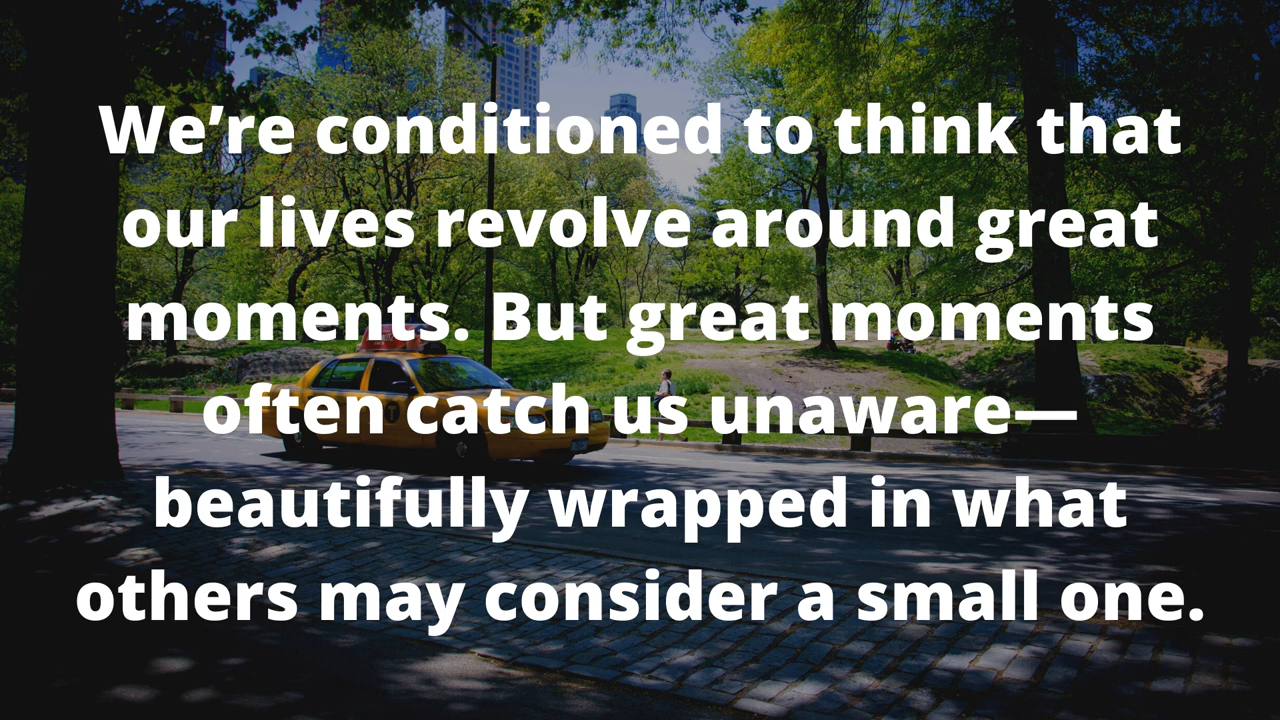 We’re conditioned to think that
our lives revolve around great
moments. But great moments
often catch us unaware—
beautifully wrapped in what
others may consider a small one.